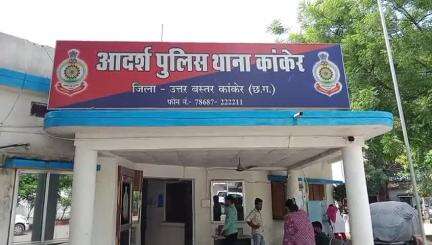 आदर्श पुलिस थाना कांकेर
जिला - उत्तर बस्तर कांकेर (छ.ग.)
फोन नं.- 78687- 222211